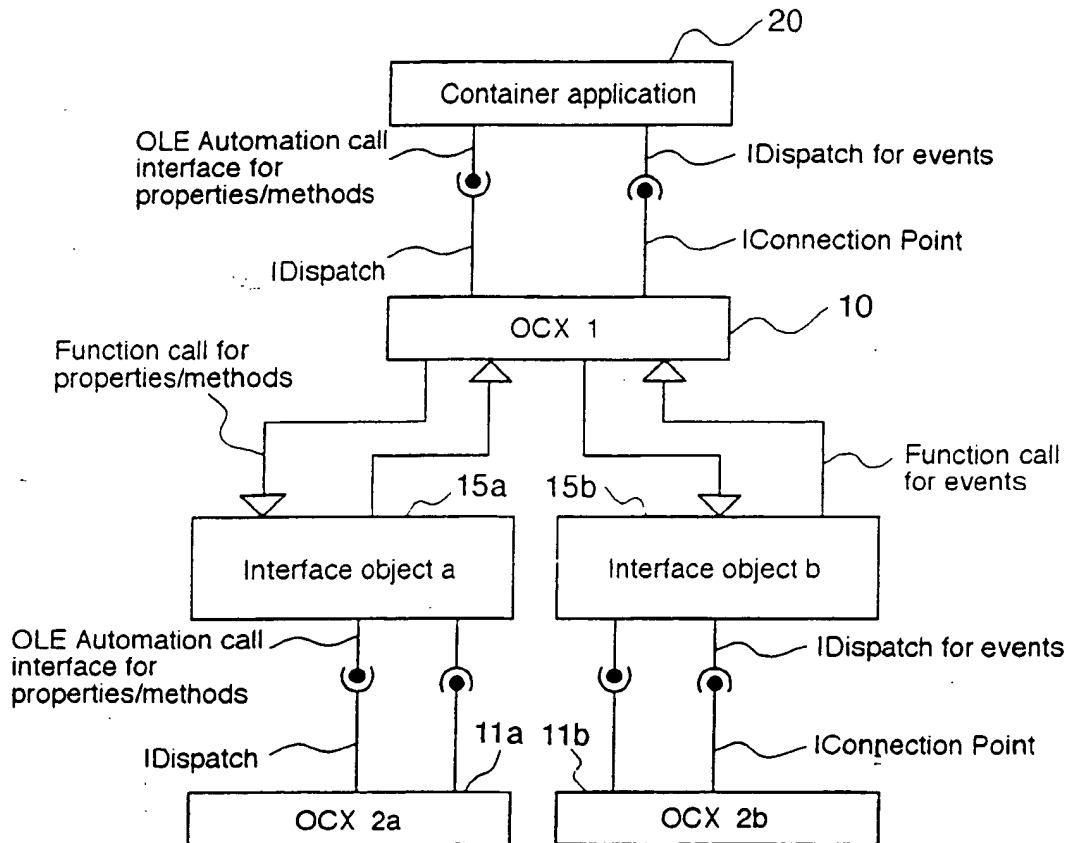 20
Container application
OLE Automation call
interface for
properties/methods
IDispatch for events
IDispatch
IConnection Point
OCX 1
10
Function call for
properties/methods
Function call
for events
15a
15b
Interface object a
Interface object b
OLE Automation call
interface for
properties/methods
IDispatch for events
IDispatch
11a
11b
IConnection Point
OCX 2a
OCX 2b